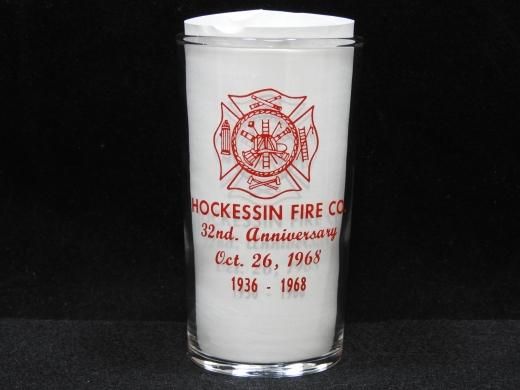 HOCKESSIN FIRE CO.
32nd. Anniversary
Oct. 26, 1968
1936 - 1968